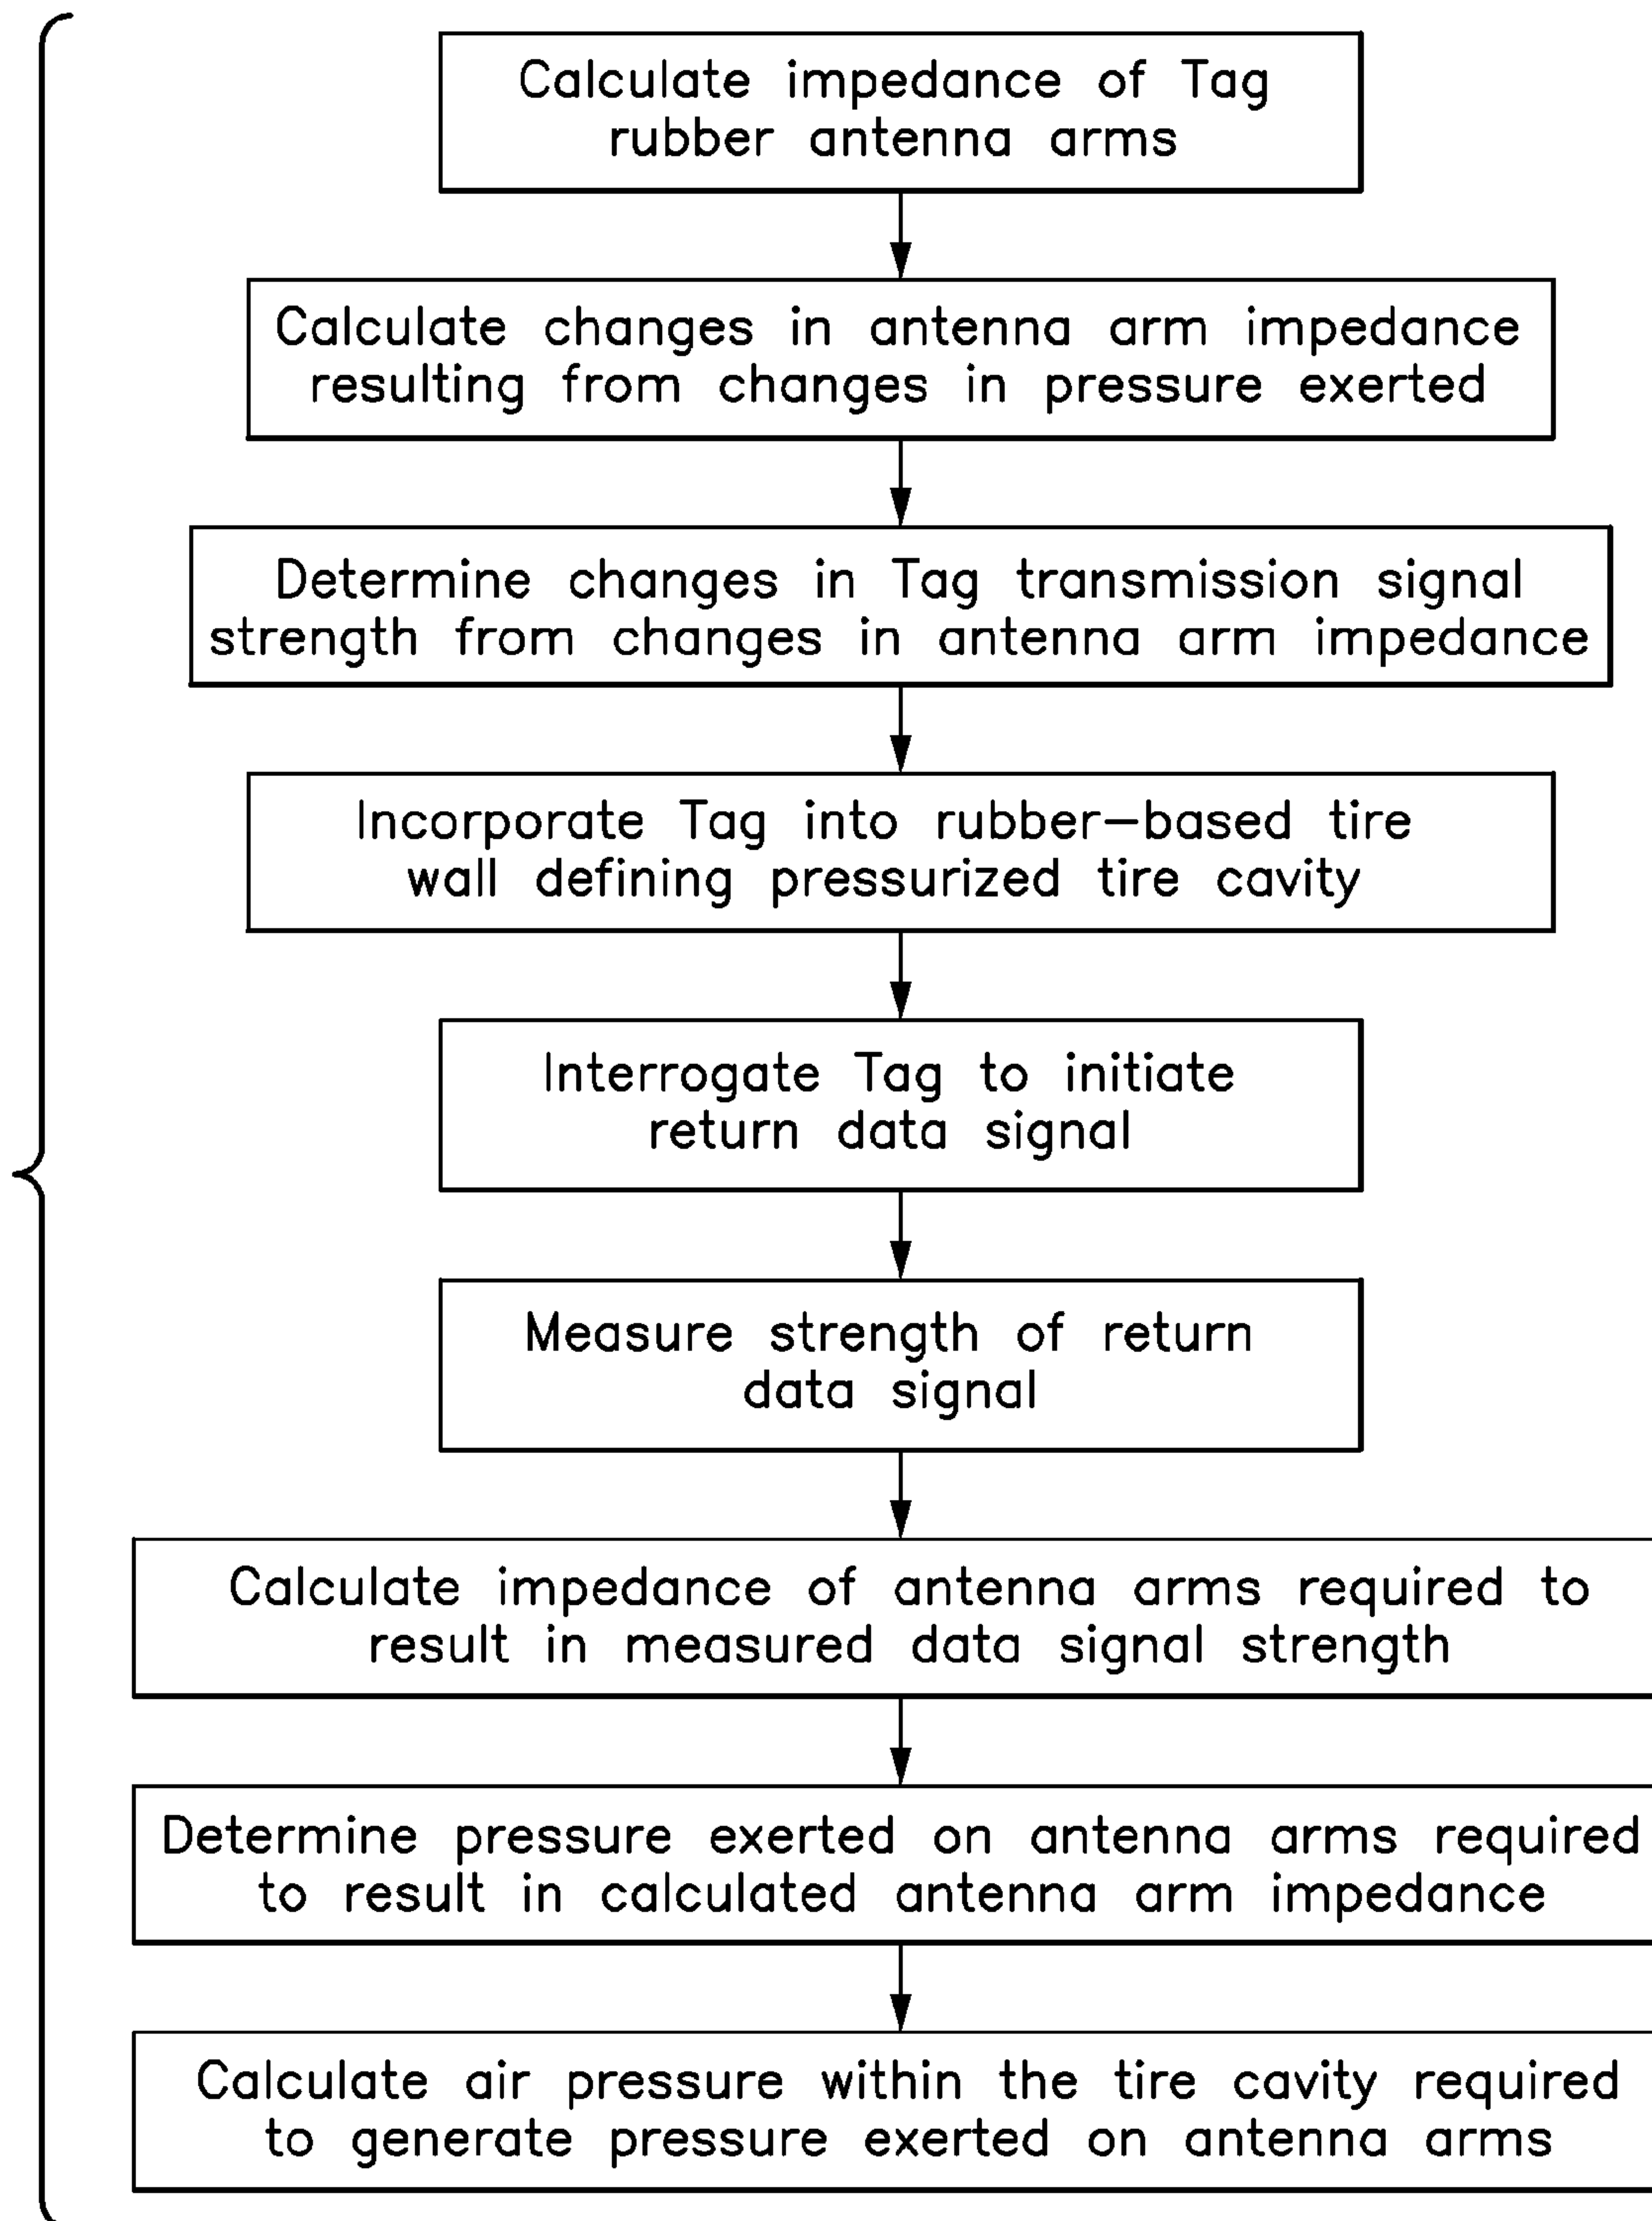 Calculate impedance of Tag
rubber antenna arms
Calculate changes in antenna arm impedance
resulting from changes in pressure exerted
Determine changes in Tag transmission signal
strength from changes in antenna arm impedance
Incorporate Tag into rubber-based tire
wall defining pressurized tire cavity
Interrogate Tag to initiate
return data signal
Measure strength of return
data signal
Calculate impedance of antenna arms required to
result in measured data signal strength
Determine pressure exerted on antenna arms required
to result in calculated antenna arm impedance
Calculate air pressure within the tire cavity required
to generate pressure exerted on antenna arms